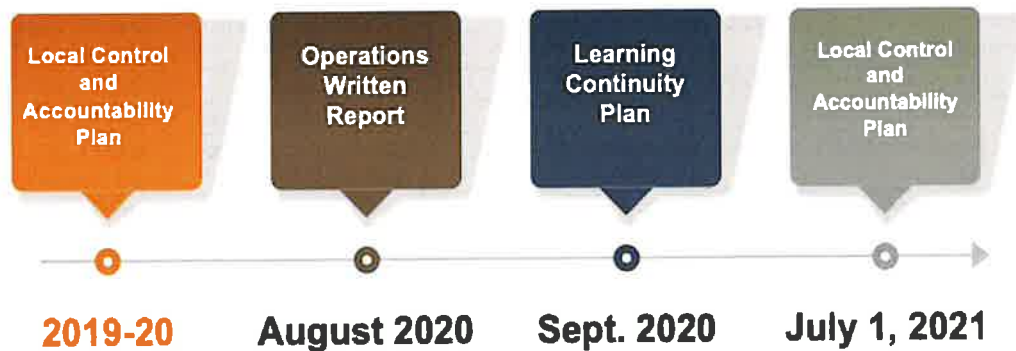 Local Control
and
Accountability
Plan
Operations
Written
Report
Learning
Continuity
Plan
Local Control
and
Accountability
Plan
2019-20
August 2020
Sept. 2020
July 1, 2021